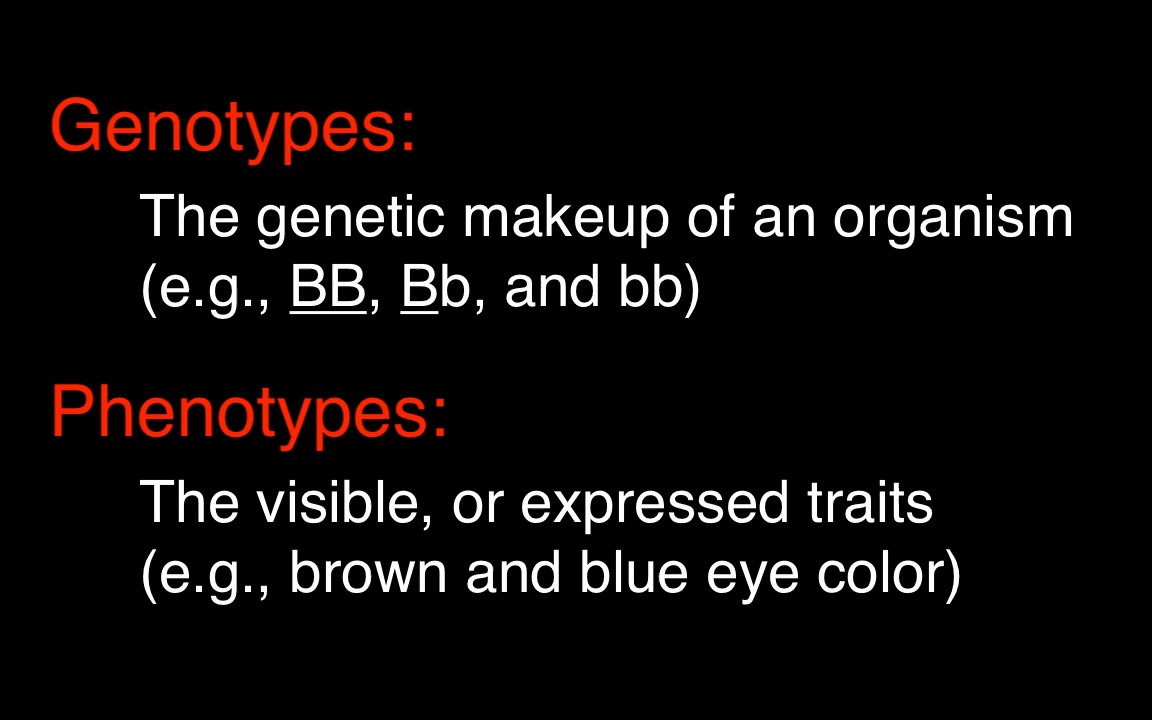 Genotypes:
The genetic makeup of an organism
(e.g., BB, Bb, and bb)
Phenotypes:
The visible, or expressed traits
(e.g., brown and blue eye color)